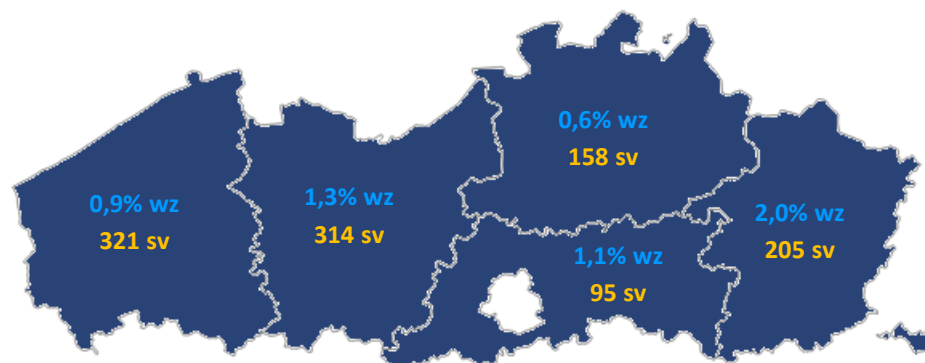 0,9% wz
321 sv
1,3% wz
314 sv
0,6% wz
158 sv
1,1% wz
95 sv
2,0% wz
205 sv